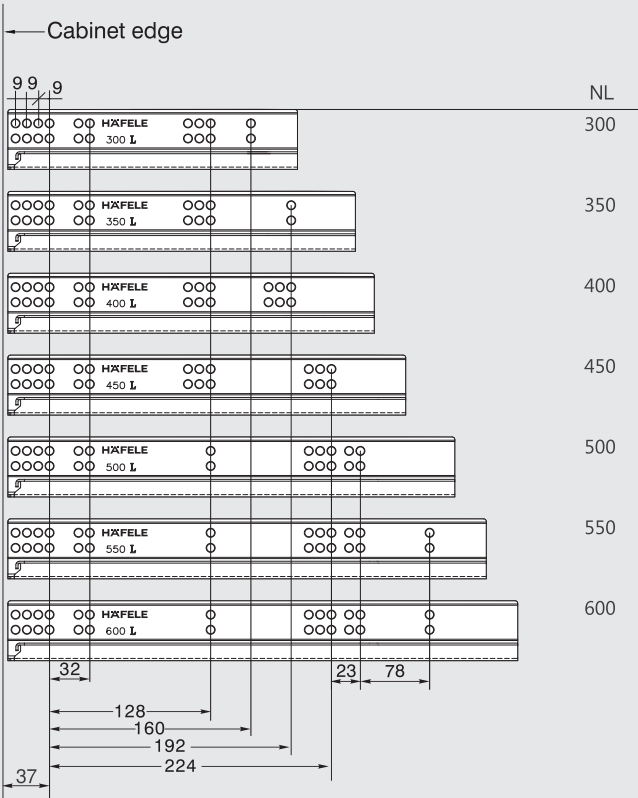 Cabinet edge
9 9 9
NL
HÄFELE
300 L
300
HÄFELE
350 L
350
HÄFELE
400 L
400
HÄFELE
450 L
450
HÄFELE
500 L
500
HÄFELE
550 L
550
HÄFELE
600 L
600
32
23
78
128
160
192
224
37